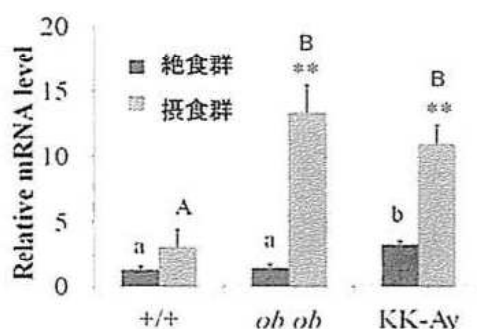 Relative mRNA level
20
15
10
5
0
絶食群
摂食群
a
A
a
B
**
b
B
**
+/+
ob ob
KK-Ay